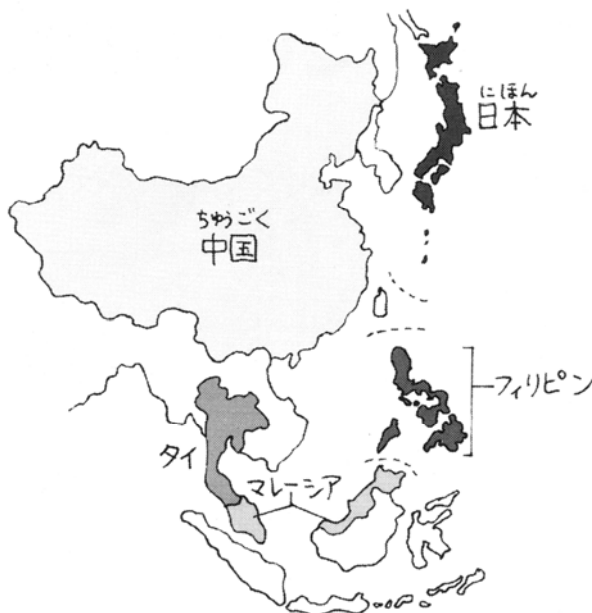 にほん
日本
ちゅうごく
中国
フィリピン
タイ
マレーシア